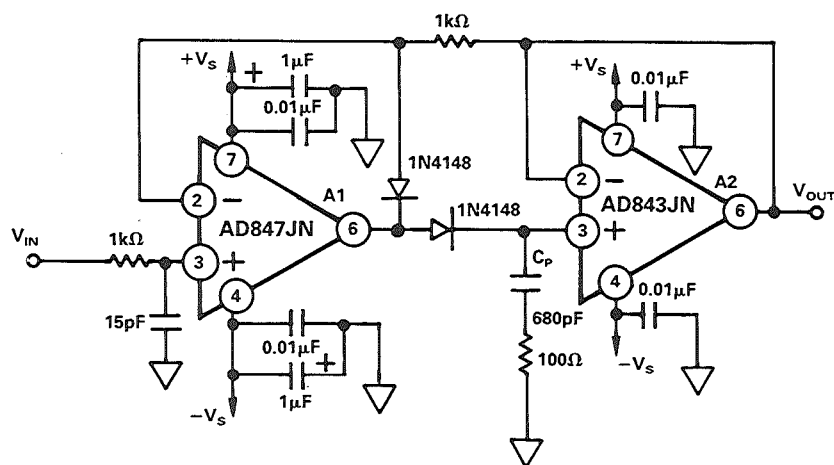 1kΩ
+VS
+
1μF
0.01μF
+VS
0.01μF
7
1N4148
7
2
−
A1
1N4148
2
−
A2
VOUT
AD847JN
6
AD843JN
6
VIN
1kΩ
3
+
3
+
CP
4
4
15pF
0.01μF
680pF
0.01μF
+
100Ω
−VS
1μF
−VS